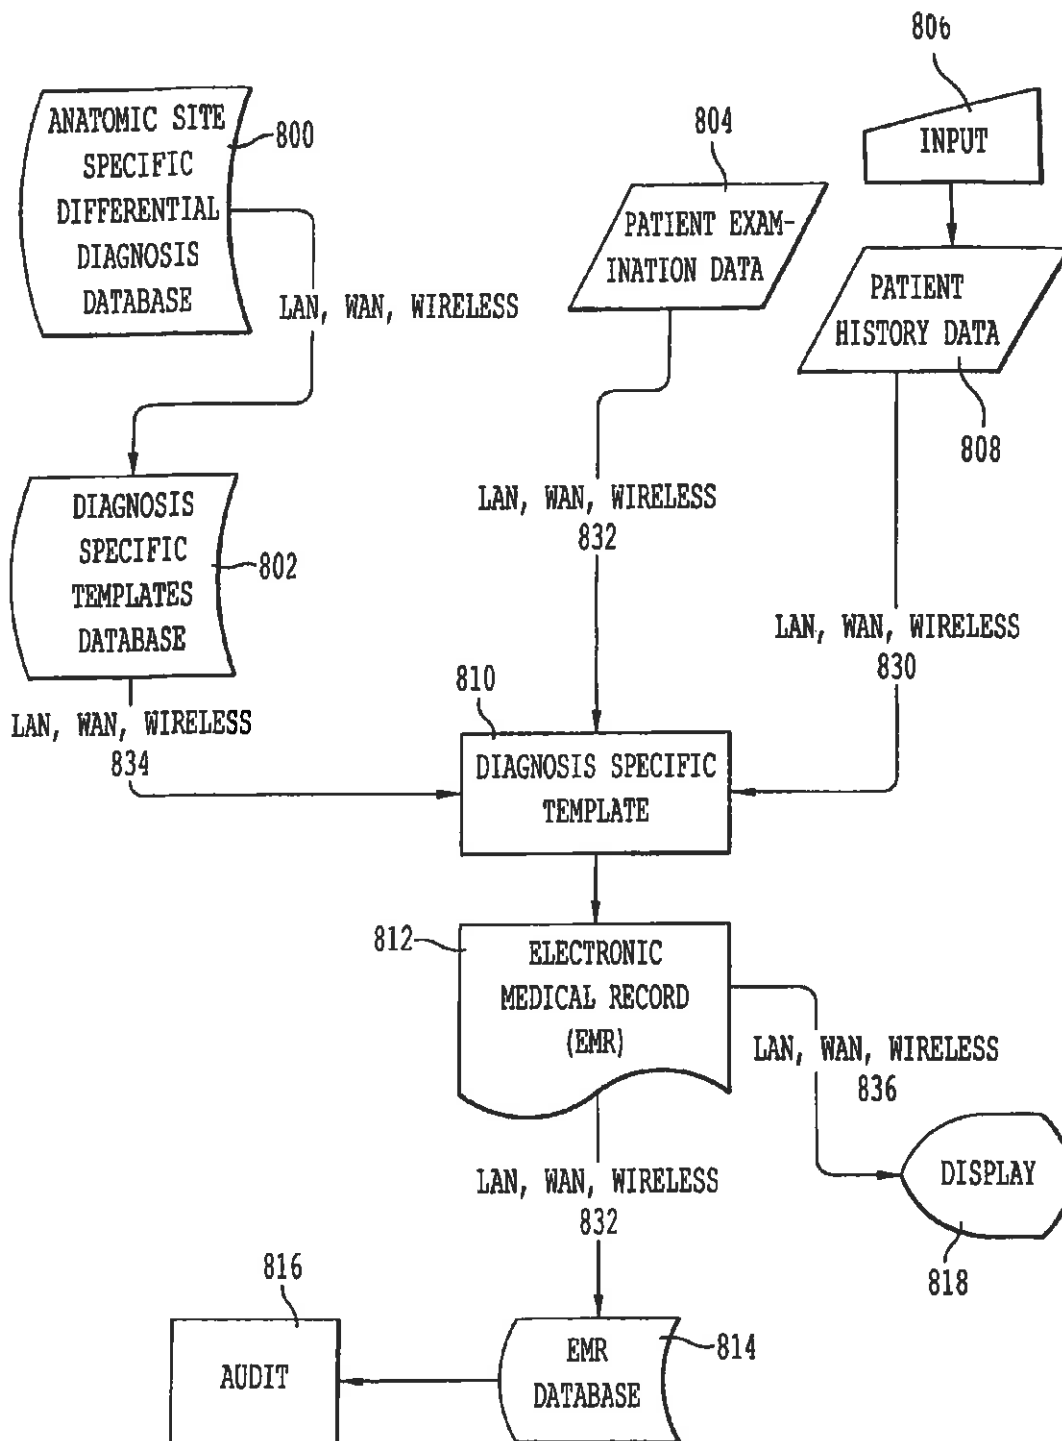 806
ANATOMIC SITE
SPECIFIC
DIFFERENTIAL
DIAGNOSIS
DATABASE
800
804
INPUT
PATIENT EXAM-
INATION DATA
PATIENT
HISTORY DATA
808
LAN, WAN, WIRELESS
DIAGNOSIS
SPECIFIC
TEMPLATES
DATABASE
802
LAN, WAN, WIRELESS
832
LAN, WAN, WIRELESS
830
LAN, WAN, WIRELESS
834
810
DIAGNOSIS SPECIFIC
TEMPLATE
812
ELECTRONIC
MEDICAL RECORD
(EMR)
LAN, WAN, WIRELESS
836
DISPLAY
818
LAN, WAN, WIRELESS
832
816
AUDIT
EMR
DATABASE
814